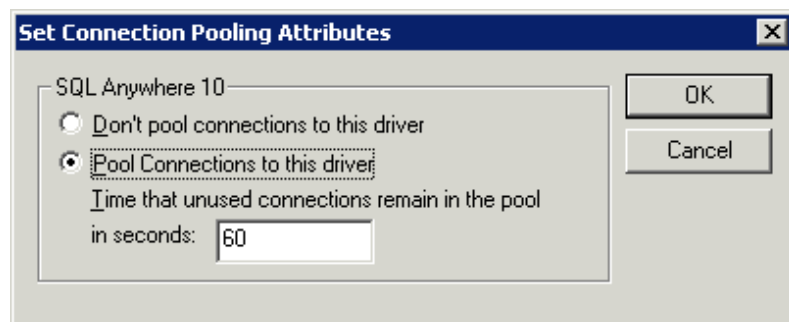 Set Connection Pooling Attributes
SQL Anywhere 10
Don't pool connections to this driver
Pool Connections to this driver
Time that unused connections remain in the pool
in seconds: 60
OK
Cancel